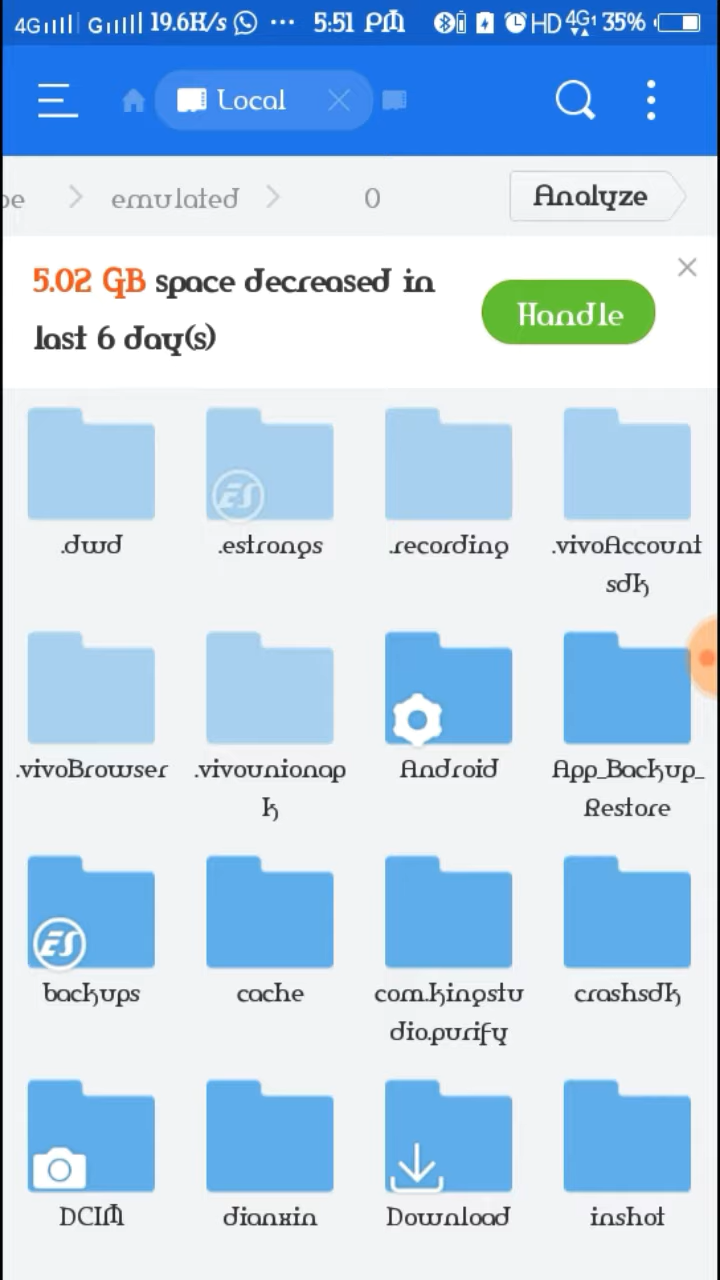 4G G 19.6K/s ... 5:51 PM HD 4G1 35%
Local
oe > emulated > 0 Analyze
5.02 GB space decreased in
last 6 day(s)
Handle
.dwd .estrongs .recording .vivoAccount
sdk
.vivoBrowser .vivounionap
k Android App_Backup_
Restore
backups cache com.kingstu
dio.purify crashsdk
DCIM dianxin Download inshot